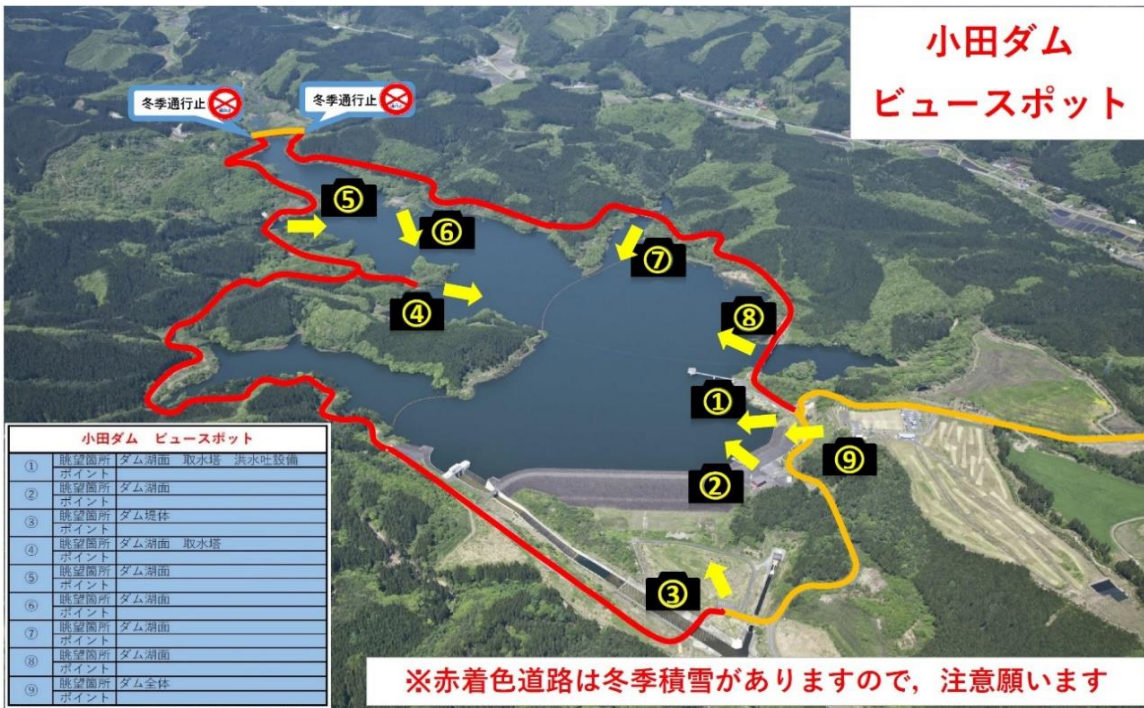 小田ダム
ビュースポット
冬季通行止
冬季通行止
⑤
⑥
⑦
④
⑧
①
⑨
②
③
小田ダム ビュースポット
① 眺望箇所 ダム湖面 取水塔 洪水吐設備
ポイント
② 眺望箇所 ダム湖面
ポイント
③ 眺望箇所 ダム堤体
ポイント
④ 眺望箇所 ダム湖面 取水塔
ポイント
⑤ 眺望箇所 ダム湖面
ポイント
⑥ 眺望箇所 ダム湖面
ポイント
⑦ 眺望箇所 ダム湖面
ポイント
⑧ 眺望箇所 ダム湖面
ポイント
⑨ 眺望箇所 ダム全体
ポイント
※赤着色道路は冬季積雪がありますので，注意願います